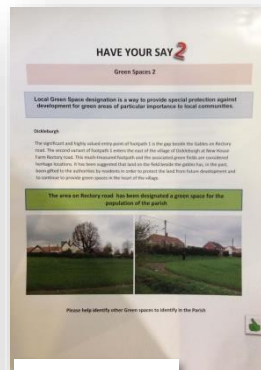 HAVE YOUR SAY 2
Green Spaces 2
Local Green Space designation is a way to provide special protection against
development for green areas of particular importance to local communities.
Dickleburgh
The significant and highly valued entry point of footpath 1 is the gap beside the Gables on Rectory
road. The second variant of footpath 1 enters the east of the village of Dickleburgh at New House
Farm Rectory road. This much treasured footpath and the associated green fields are considered
heritage locations. It has been suggested that land on the field beside the gables has, in the past,
been gifted to the authorities by residents in order to protect the land from future development and
to continue to provide green spaces in the heart of the village.
The area on Rectory road has been designated a green space for the
population of the parish
Please help identify other Green spaces to identify in the Parish